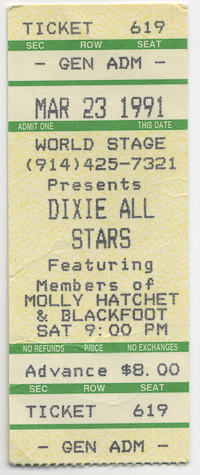 TICKET 619
SEC ROW SEAT
- GEN ADM -
MAR 23 1991
ADMIT ONE THIS DATE
WORLD STAGE
(914)425-7321
Presents
DIXIE ALL
STARS
Featuring
Members of
MOLLY HATCHET
& BLACKFOOT
SAT 9:00 PM
NO REFUNDS PRICE NO EXCHANGES
Advance $8.00
SEC ROW SEAT
TICKET 619
- GEN ADM -